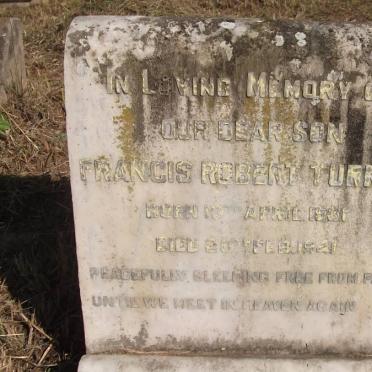 IN LOVING MEMORY
OUR DEAR SON
FRANCIS ROBERT
BORN APRIL
DIED FEB. 1941
PEACEFULLY SLEEPING FREE FROM
UNTIL WE MEET IN HEAVEN AGAIN